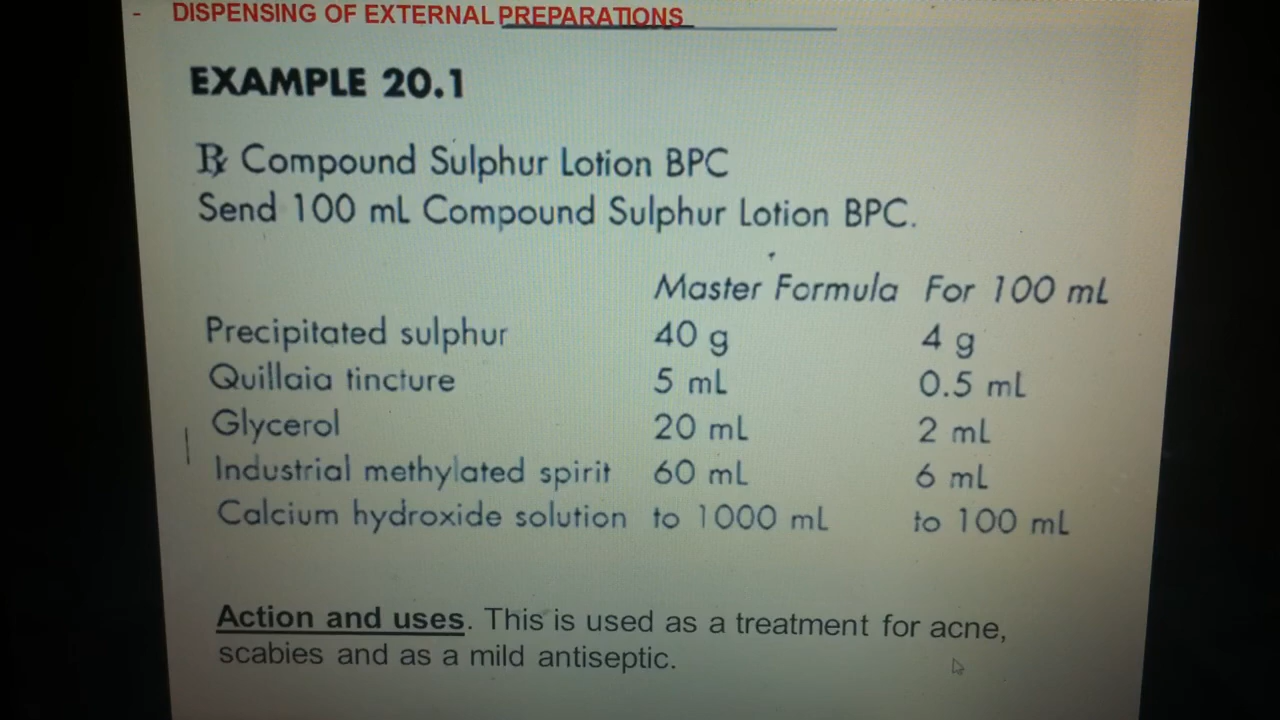 - DISPENSING OF EXTERNAL PREPARATIONS
EXAMPLE 20.1
℞ Compound Sulphur Lotion BPC
Send 100 mL Compound Sulphur Lotion BPC.
Master Formula For 100 mL
Precipitated sulphur 40 g 4 g
Quillaia tincture 5 mL 0.5 mL
Glycerol 20 mL 2 mL
Industrial methylated spirit 60 mL 6 mL
Calcium hydroxide solution to 1000 mL to 100 mL
Action and uses. This is used as a treatment for acne,
scabies and as a mild antiseptic.